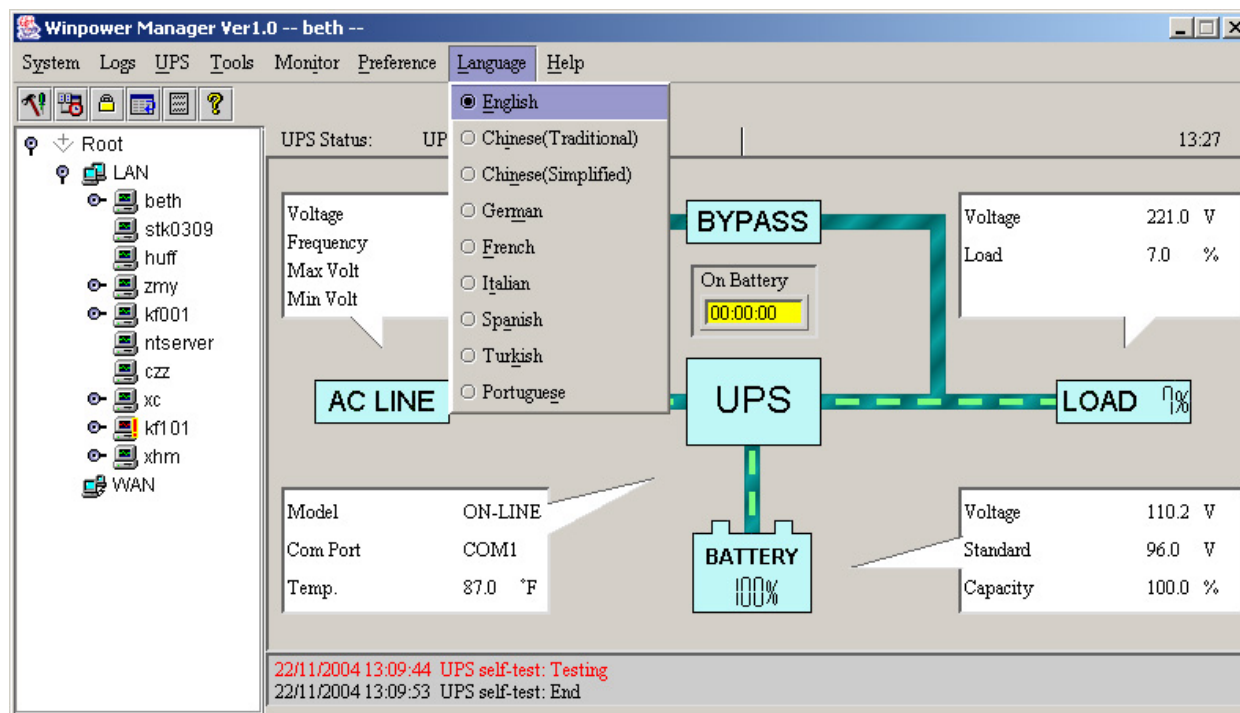 Winpower Manager Ver1.0 -- beth --
System Logs UPS Tools Monitor Preference Language Help
English
Chinese(Traditional)
Chinese(Simplified)
German
French
Italian
Spanish
Turkish
Portuguese
Root
LAN
beth
stk0309
huff
zmy
kf001
ntserver
czz
xc
kf101
xhm
WAN
UPS Status: UP
13:27
Voltage
Frequency
Max Volt
Min Volt
BYPASS
On Battery
00:00:00
Voltage 221.0 V
Load 7.0 %
AC LINE
UPS
LOAD 7%
Model ON-LINE
Com Port COM1
Temp. 87.0 °F
BATTERY
100%
Voltage 110.2 V
Standard 96.0 V
Capacity 100.0 %
22/11/2004 13:09:44 UPS self-test: Testing
22/11/2004 13:09:53 UPS self-test: End